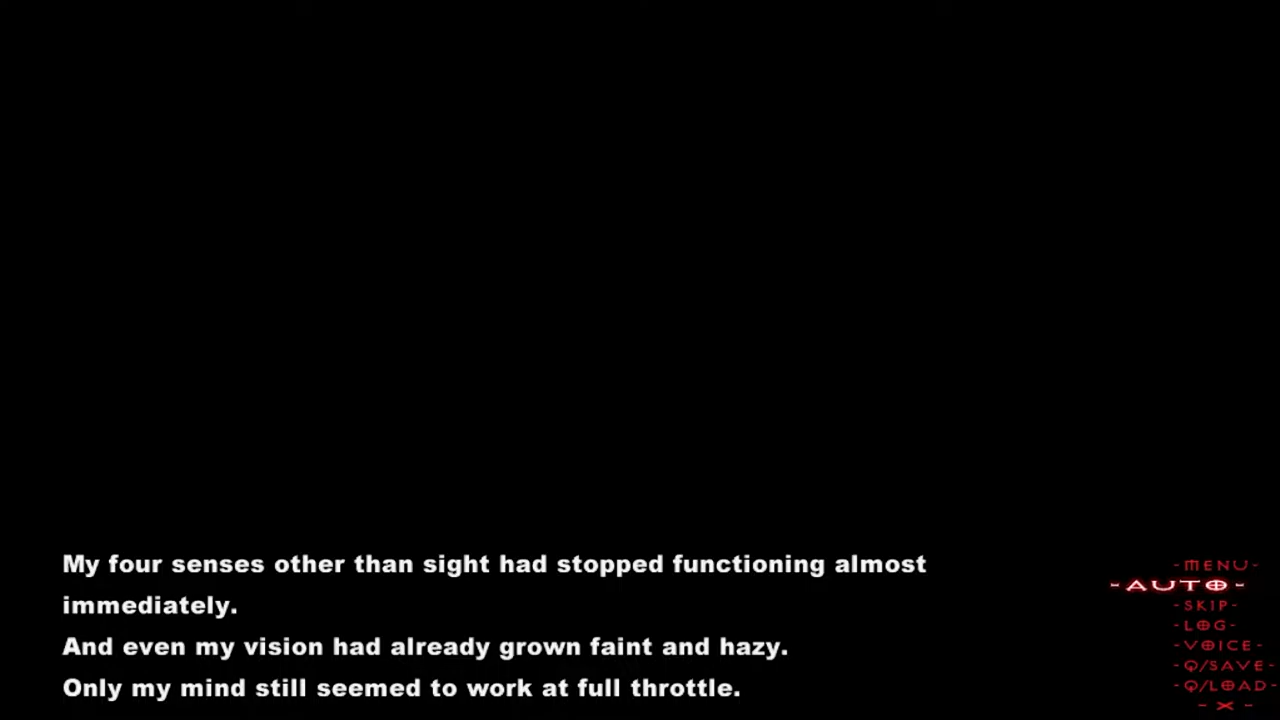 My four senses other than sight had stopped functioning almost
immediately.
And even my vision had already grown faint and hazy.
Only my mind still seemed to work at full throttle.
-MENU-
-AUTO-
-SKIP-
-LOG-
-VOICE-
-Q/SAVE-
-Q/LOAD-
-X-